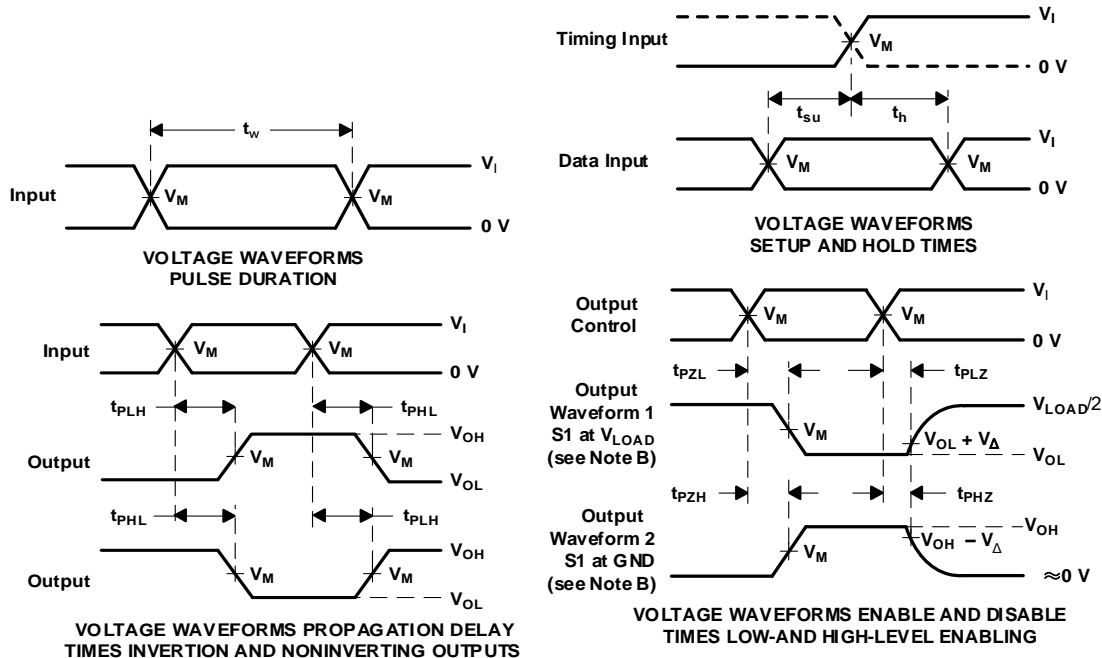 t_w
Input
V_M
V_M
V_I
0 V
VOLTAGE WAVEFORMS
PULSE DURATION
Timing Input
V_M
V_I
0 V
t_su
t_h
Data Input
V_M
V_M
V_I
0 V
VOLTAGE WAVEFORMS
SETUP AND HOLD TIMES
Input
V_M
V_M
V_I
0 V
t_PLH
t_PHL
Output
V_M
V_M
V_OH
V_OL
t_PHL
t_PLH
Output
V_M
V_M
V_OH
V_OL
VOLTAGE WAVEFORMS PROPAGATION DELAY
TIMES INVERTION AND NONINVERTING OUTPUTS
Output
Control
V_M
V_M
V_I
0 V
t_PZL
t_PLZ
Output
Waveform 1
S1 at V_LOAD
(see Note B)
V_M
V_LOAD/2
V_OL + V_Δ
V_OL
t_PZH
t_PHZ
Output
Waveform 2
S1 at GND
(see Note B)
V_M
V_OH
V_OH − V_Δ
≈0 V
VOLTAGE WAVEFORMS ENABLE AND DISABLE
TIMES LOW-AND HIGH-LEVEL ENABLING